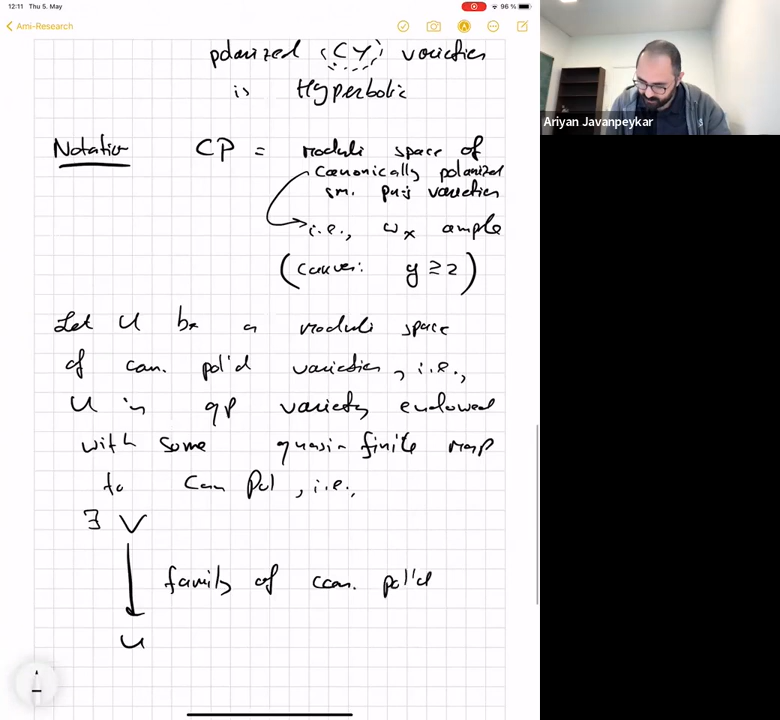 12:11 Thu 5. May
96 %
Ami-Research
polarized (CY) varieties
is Hyperbolic
Notation CP = moduli space of
canonically polarized
sm. proj varieties
i.e., ω_X ample
(curves: g ≥ 2)
Let U be a moduli space
of can. pol'd varieties, i.e.,
U is qp variety endowed
with some quasi-finite map
to Can Pol, i.e.,
∃ V
family of can. pol'd
U
Ariyan Javanpeykar